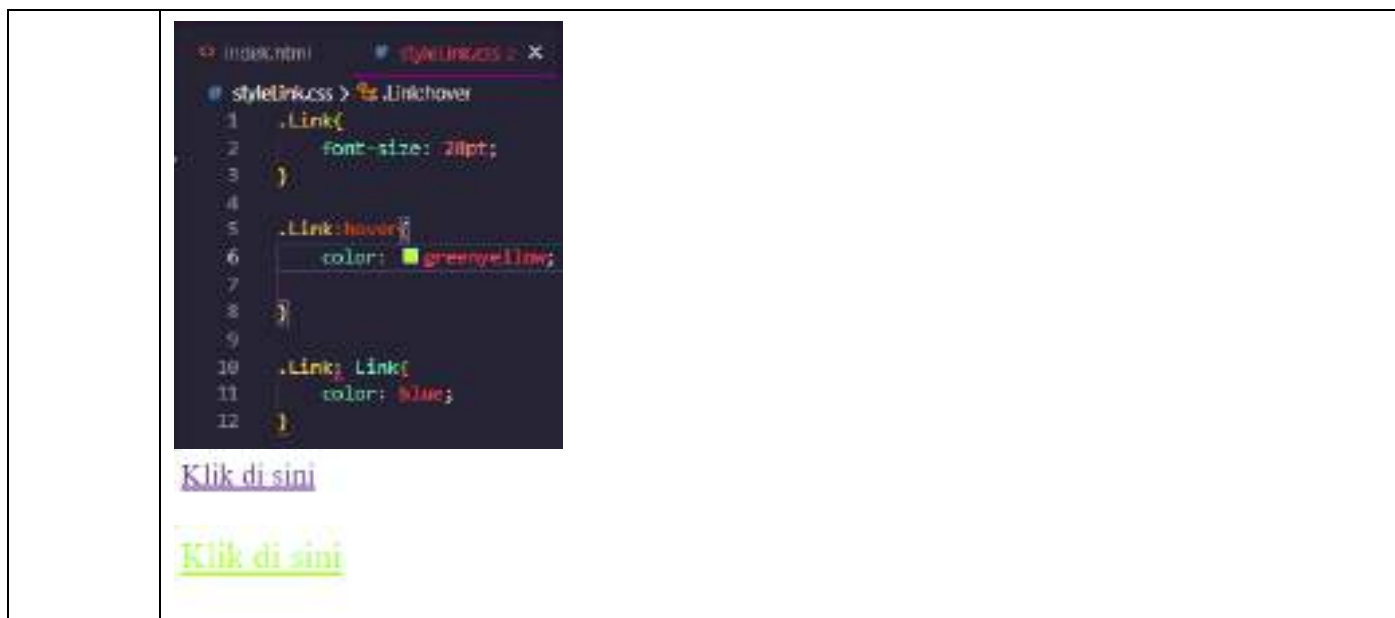 index.html styleLink.css 2 ✕
styleLink.css > .Link:hover
1 .Link{
2 font-size: 20pt;
3 }
4
5 .Link:hover{
6 color: greenyellow;
7
8 }
9
10 .Link; Link{
11 color: blue;
12 }
Klik di sini
Klik di sini